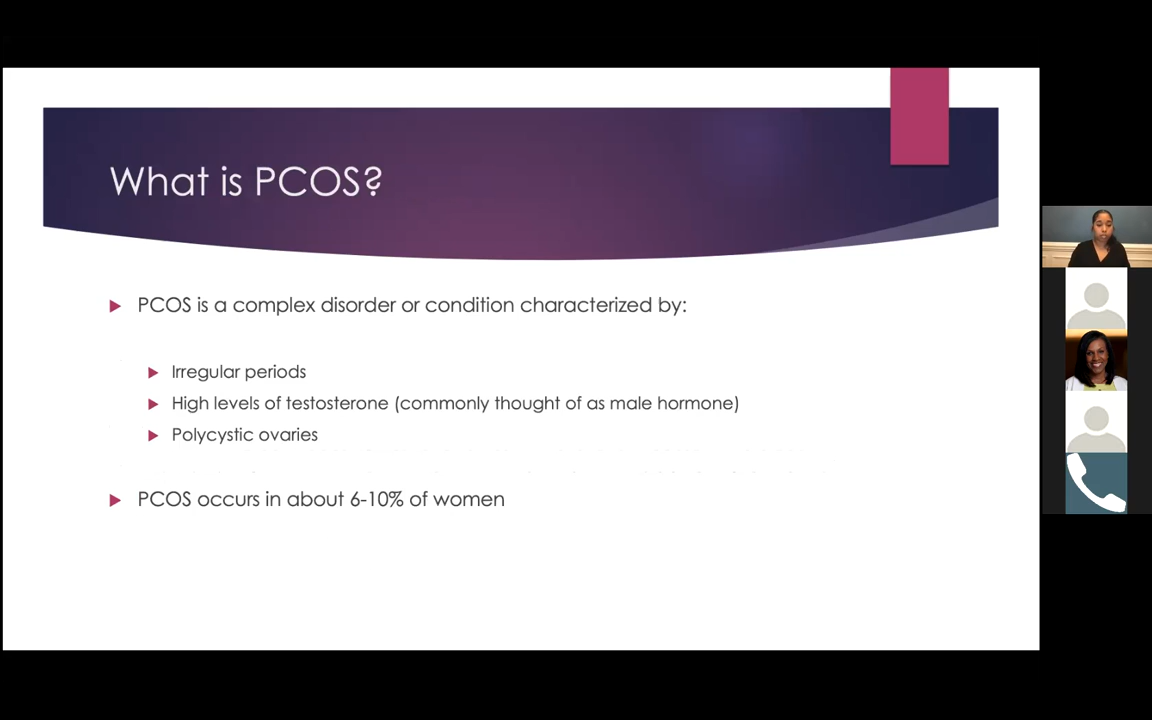 What is PCOS?
PCOS is a complex disorder or condition characterized by:
Irregular periods
High levels of testosterone (commonly thought of as male hormone)
Polycystic ovaries
PCOS occurs in about 6-10% of women